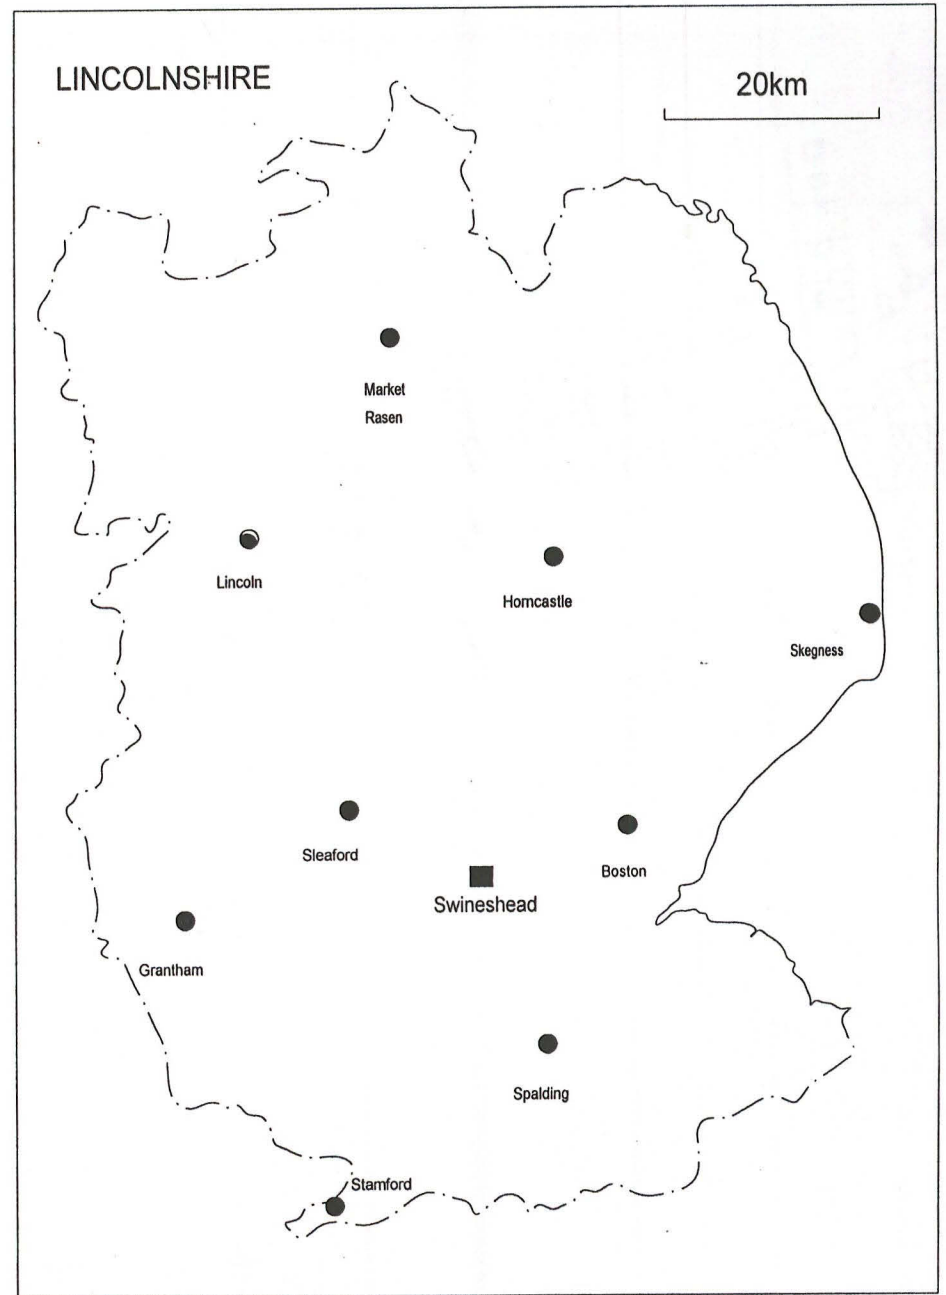 LINCOLNSHIRE
20km
Market
Rasen
Lincoln
Horncastle
Skegness
Sleaford
Boston
Swineshead
Grantham
Spalding
Stamford